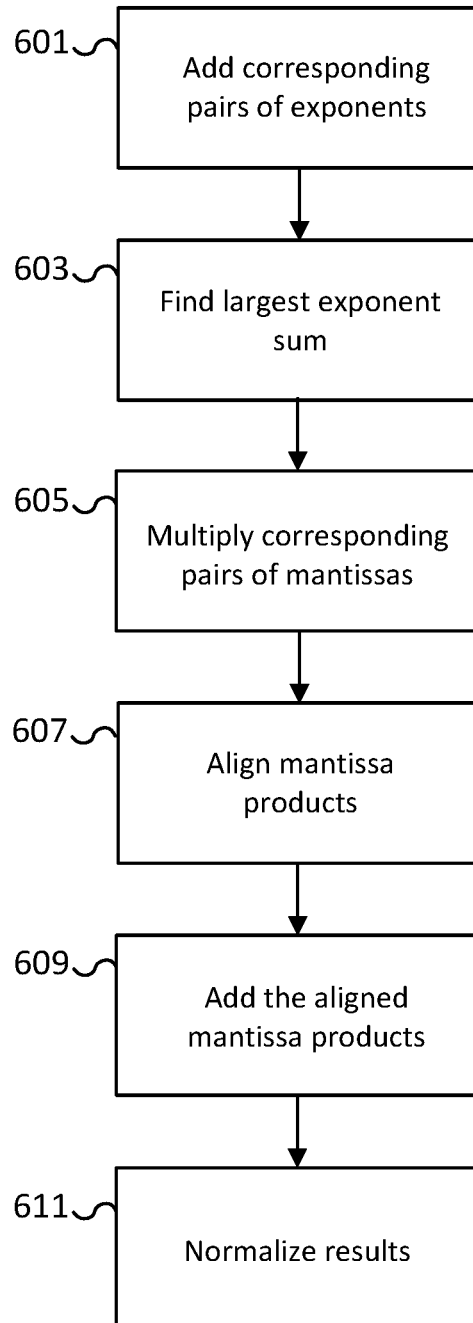 601
Add corresponding
pairs of exponents
603
Find largest exponent
sum
605
Multiply corresponding
pairs of mantissas
607
Align mantissa
products
609
Add the aligned
mantissa products
611
Normalize results